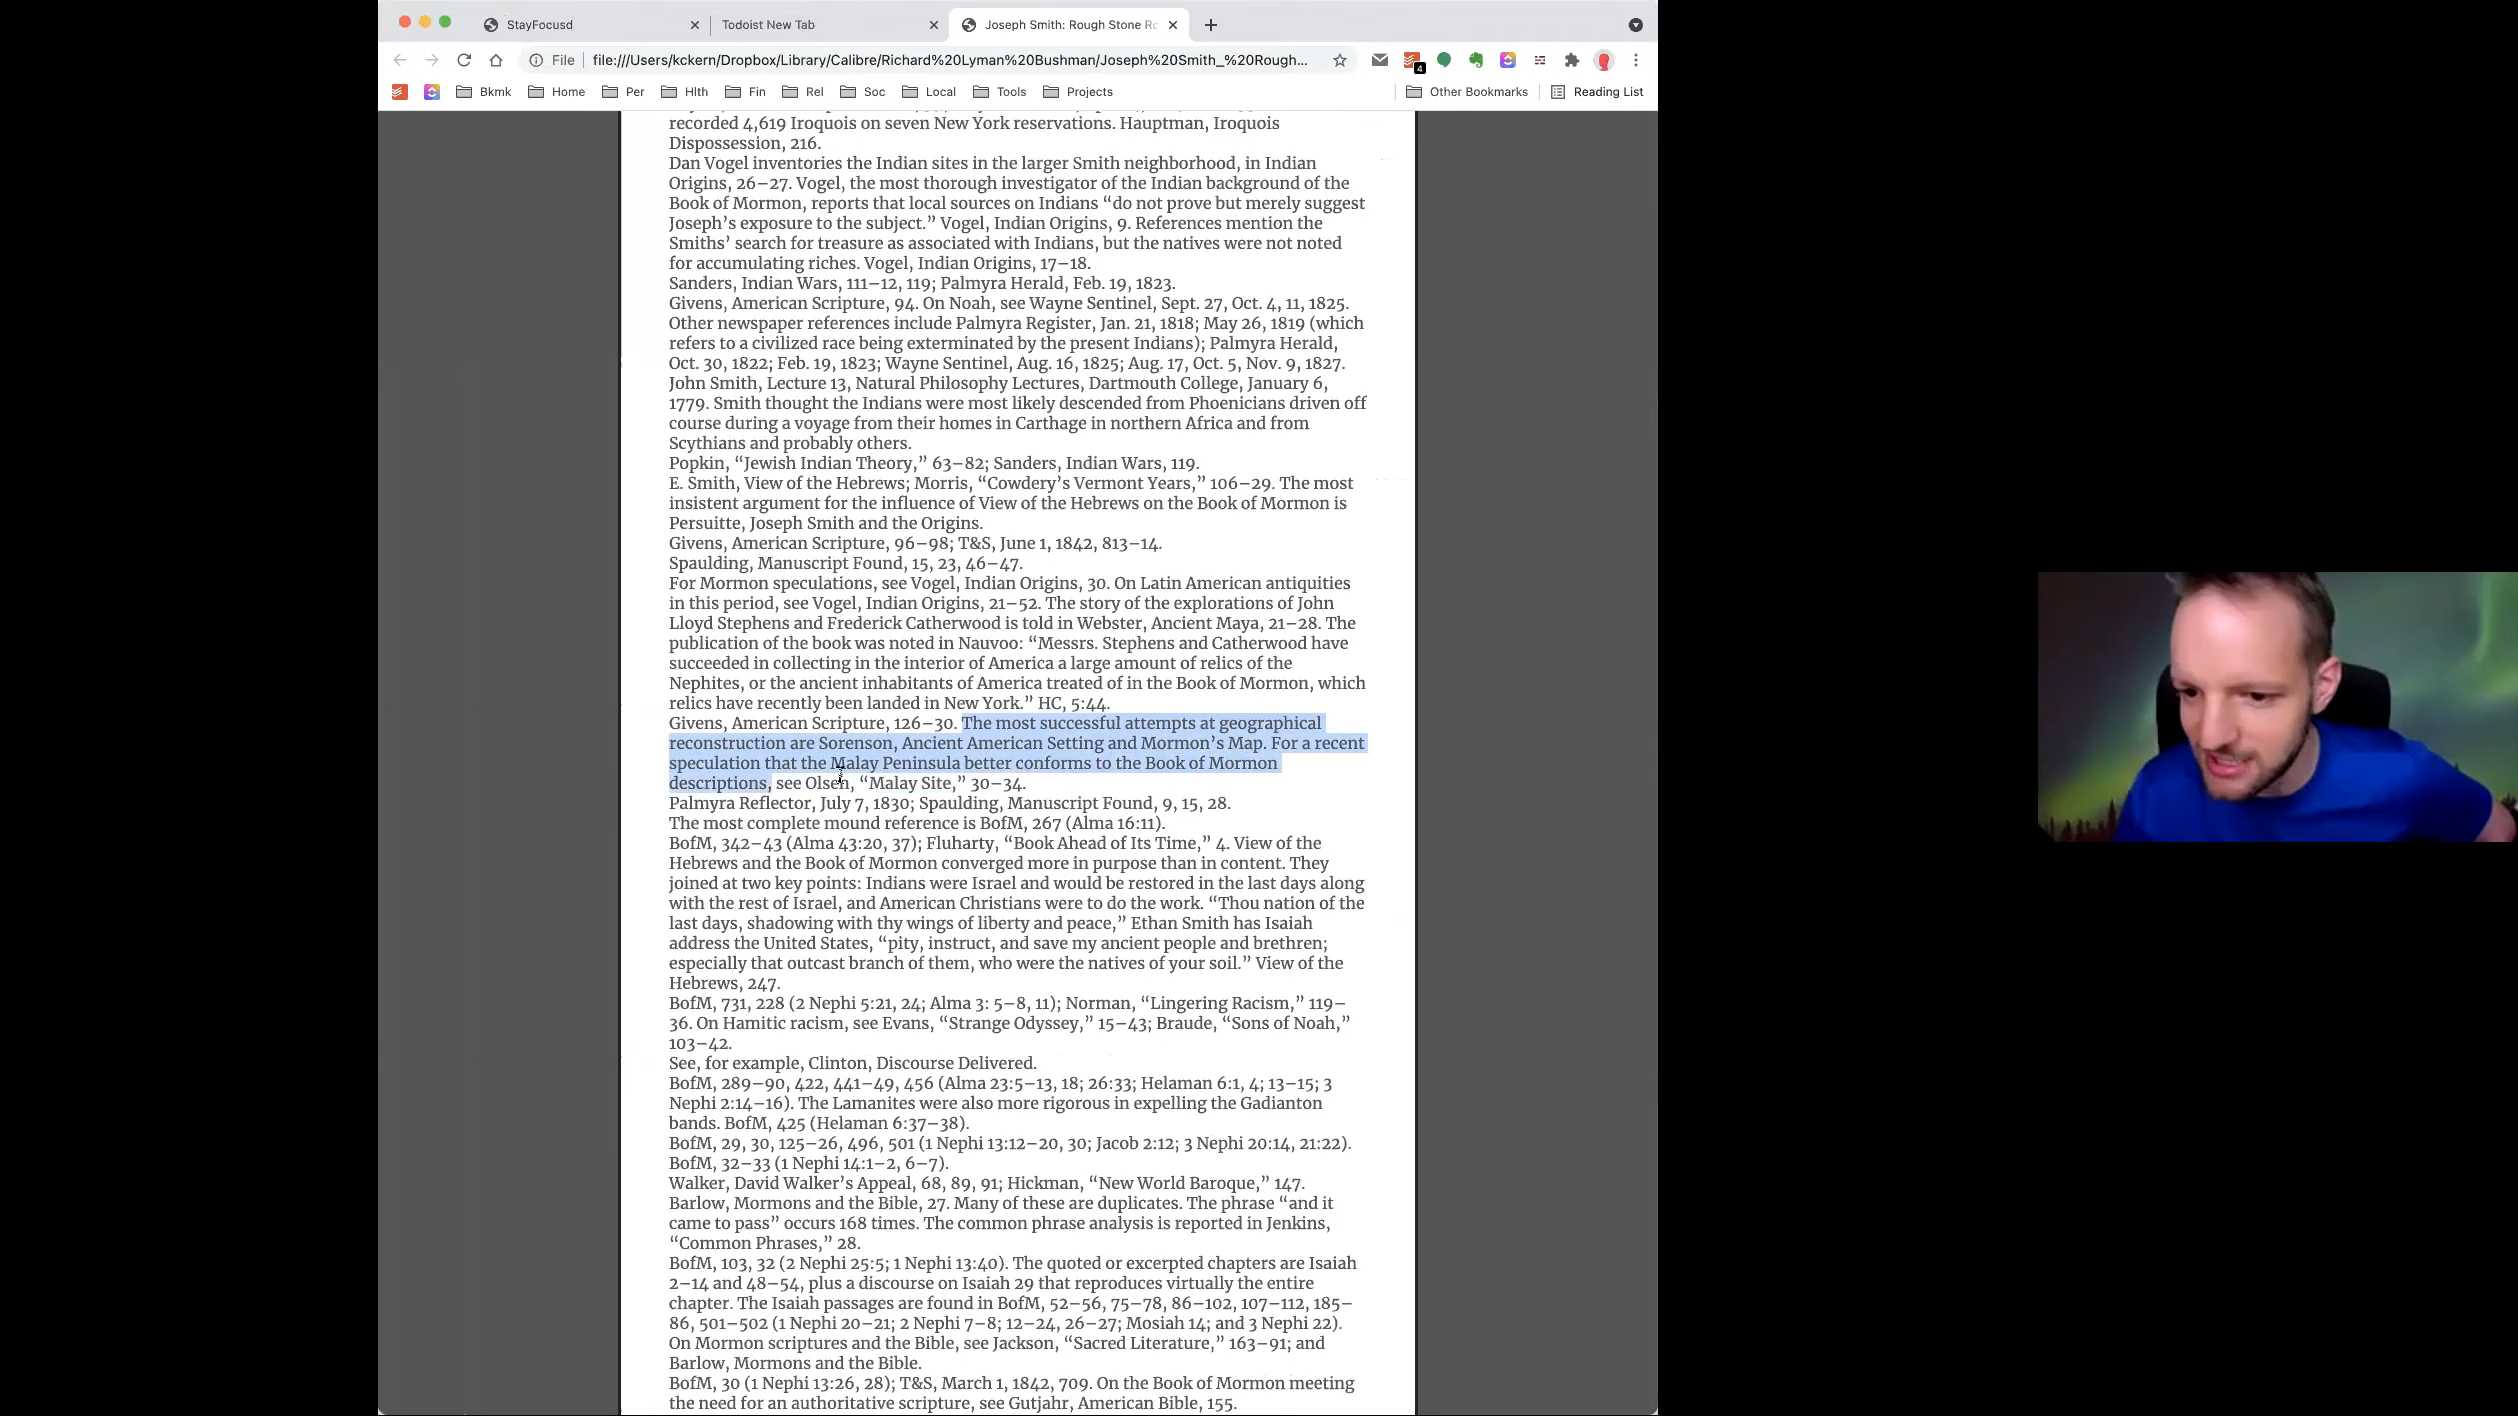 StayFocusd
Todoist New Tab
Joseph Smith: Rough Stone Ro
File
file:///Users/kckern/Dropbox/Library/Calibre/Richard%20Lyman%20Bushman/Joseph%20Smith_%20Rough...
4
Bkmk
Home
Per
Hlth
Fin
Rel
Soc
Local
Tools
Projects
Other Bookmarks
Reading List
recorded 4,619 Iroquois on seven New York reservations. Hauptman, Iroquois
Dispossession, 216.
Dan Vogel inventories the Indian sites in the larger Smith neighborhood, in Indian
Origins, 26–27. Vogel, the most thorough investigator of the Indian background of the
Book of Mormon, reports that local sources on Indians “do not prove but merely suggest
Joseph’s exposure to the subject.” Vogel, Indian Origins, 9. References mention the
Smiths’ search for treasure as associated with Indians, but the natives were not noted
for accumulating riches. Vogel, Indian Origins, 17–18.
Sanders, Indian Wars, 111–12, 119; Palmyra Herald, Feb. 19, 1823.
Givens, American Scripture, 94. On Noah, see Wayne Sentinel, Sept. 27, Oct. 4, 11, 1825.
Other newspaper references include Palmyra Register, Jan. 21, 1818; May 26, 1819 (which
refers to a civilized race being exterminated by the present Indians); Palmyra Herald,
Oct. 30, 1822; Feb. 19, 1823; Wayne Sentinel, Aug. 16, 1825; Aug. 17, Oct. 5, Nov. 9, 1827.
John Smith, Lecture 13, Natural Philosophy Lectures, Dartmouth College, January 6,
1779. Smith thought the Indians were most likely descended from Phoenicians driven off
course during a voyage from their homes in Carthage in northern Africa and from
Scythians and probably others.
Popkin, “Jewish Indian Theory,” 63–82; Sanders, Indian Wars, 119.
E. Smith, View of the Hebrews; Morris, “Cowdery’s Vermont Years,” 106–29. The most
insistent argument for the influence of View of the Hebrews on the Book of Mormon is
Persuitte, Joseph Smith and the Origins.
Givens, American Scripture, 96–98; T&S, June 1, 1842, 813–14.
Spaulding, Manuscript Found, 15, 23, 46–47.
For Mormon speculations, see Vogel, Indian Origins, 30. On Latin American antiquities
in this period, see Vogel, Indian Origins, 21–52. The story of the explorations of John
Lloyd Stephens and Frederick Catherwood is told in Webster, Ancient Maya, 21–28. The
publication of the book was noted in Nauvoo: “Messrs. Stephens and Catherwood have
succeeded in collecting in the interior of America a large amount of relics of the
Nephites, or the ancient inhabitants of America treated of in the Book of Mormon, which
relics have recently been landed in New York.” HC, 5:44.
Givens, American Scripture, 126–30. The most successful attempts at geographical
reconstruction are Sorenson, Ancient American Setting and Mormon’s Map. For a recent
speculation that the Malay Peninsula better conforms to the Book of Mormon
descriptions, see Olsen, “Malay Site,” 30–34.
Palmyra Reflector, July 7, 1830; Spaulding, Manuscript Found, 9, 15, 28.
The most complete mound reference is BofM, 267 (Alma 16:11).
BofM, 342–43 (Alma 43:20, 37); Fluharty, “Book Ahead of Its Time,” 4. View of the
Hebrews and the Book of Mormon converged more in purpose than in content. They
joined at two key points: Indians were Israel and would be restored in the last days along
with the rest of Israel, and American Christians were to do the work. “Thou nation of the
last days, shadowing with thy wings of liberty and peace,” Ethan Smith has Isaiah
address the United States, “pity, instruct, and save my ancient people and brethren;
especially that outcast branch of them, who were the natives of your soil.” View of the
Hebrews, 247.
BofM, 731, 228 (2 Nephi 5:21, 24; Alma 3: 5–8, 11); Norman, “Lingering Racism,” 119–
36. On Hamitic racism, see Evans, “Strange Odyssey,” 15–43; Braude, “Sons of Noah,”
103–42.
See, for example, Clinton, Discourse Delivered.
BofM, 289–90, 422, 441–49, 456 (Alma 23:5–13, 18; 26:33; Helaman 6:1, 4; 13–15; 3
Nephi 2:14–16). The Lamanites were also more rigorous in expelling the Gadianton
bands. BofM, 425 (Helaman 6:37–38).
BofM, 29, 30, 125–26, 496, 501 (1 Nephi 13:12–20, 30; Jacob 2:12; 3 Nephi 20:14, 21:22).
BofM, 32–33 (1 Nephi 14:1–2, 6–7).
Walker, David Walker’s Appeal, 68, 89, 91; Hickman, “New World Baroque,” 147.
Barlow, Mormons and the Bible, 27. Many of these are duplicates. The phrase “and it
came to pass” occurs 168 times. The common phrase analysis is reported in Jenkins,
“Common Phrases,” 28.
BofM, 103, 32 (2 Nephi 25:5; 1 Nephi 13:40). The quoted or excerpted chapters are Isaiah
2–14 and 48–54, plus a discourse on Isaiah 29 that reproduces virtually the entire
chapter. The Isaiah passages are found in BofM, 52–56, 75–78, 86–102, 107–112, 185–
86, 501–502 (1 Nephi 20–21; 2 Nephi 7–8; 12–24, 26–27; Mosiah 14; and 3 Nephi 22).
On Mormon scriptures and the Bible, see Jackson, “Sacred Literature,” 163–91; and
Barlow, Mormons and the Bible.
BofM, 30 (1 Nephi 13:26, 28); T&S, March 1, 1842, 709. On the Book of Mormon meeting
the need for an authoritative scripture, see Gutjahr, American Bible, 155.